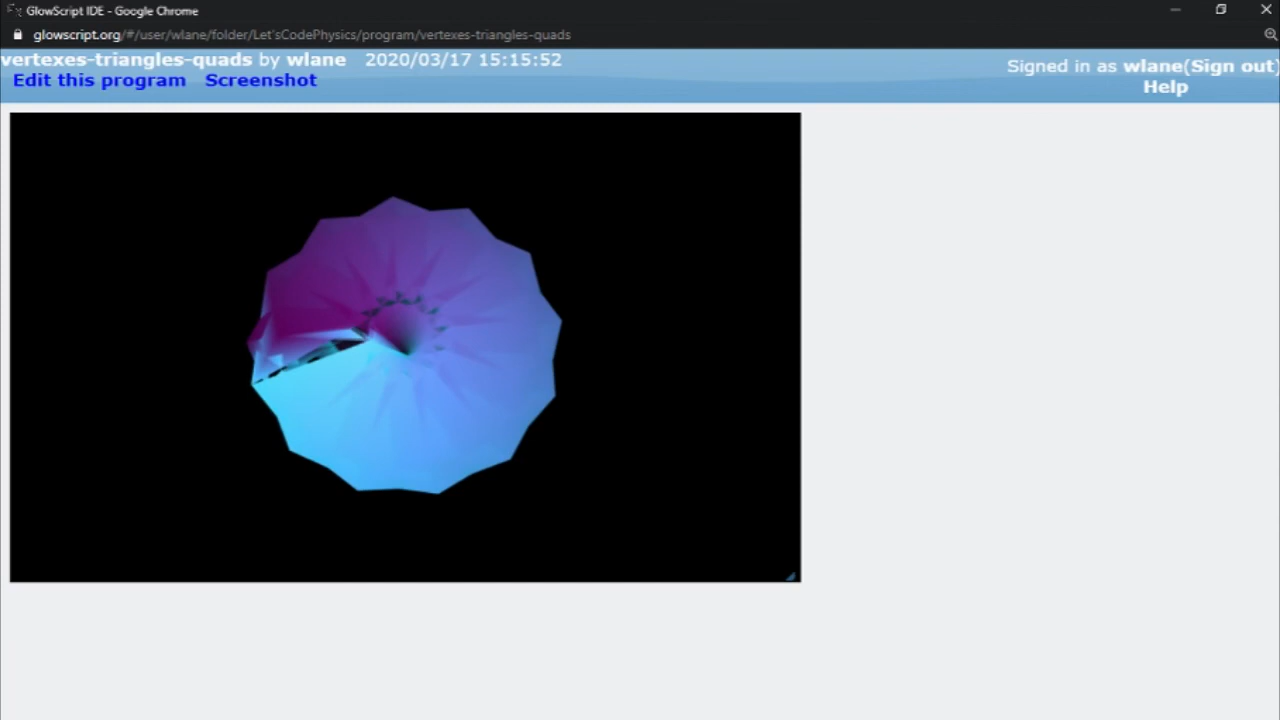 GlowScript IDE - Google Chrome
glowscript.org/#/user/wlane/folder/Let'sCodePhysics/program/vertexes-triangles-quads
vertexes-triangles-quads by wlane 2020/03/17 15:15:52
Signed in as wlane(Sign out)
Edit this program Screenshot
Help